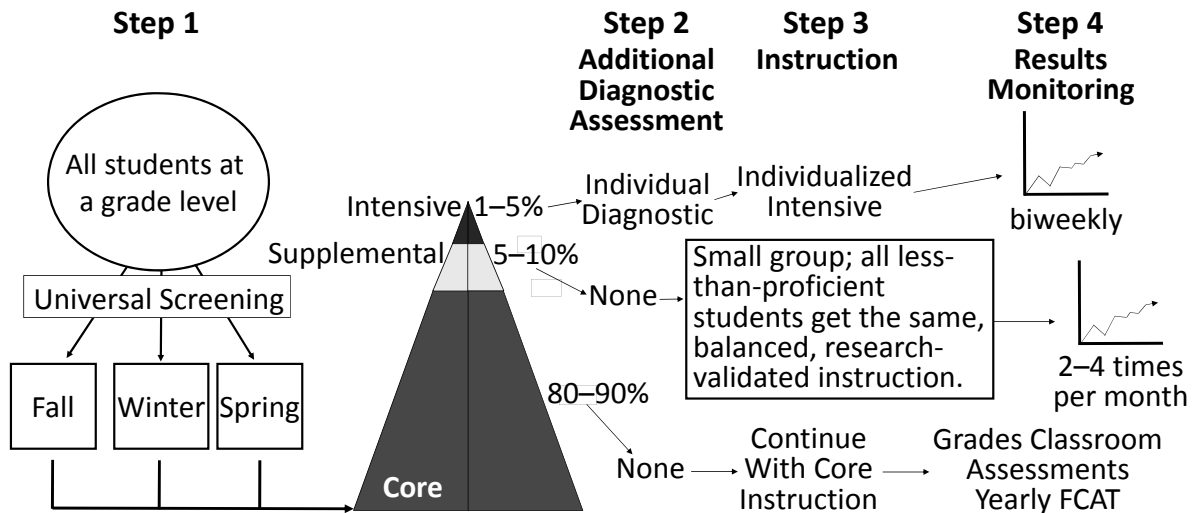 Step 1
Step 2
Additional
Diagnostic
Assessment
Step 3
Instruction
Step 4
Results
Monitoring
All students at
a grade level
Universal Screening
Fall
Winter
Spring
Intensive
1–5%
Individual
Diagnostic
Individualized
Intensive
biweekly
Supplemental
5–10%
None
Small group; all less-
than-proficient
students get the same,
balanced, research-
validated instruction.
2–4 times
per month
Core
80–90%
None
Continue
With Core
Instruction
Grades Classroom
Assessments
Yearly FCAT